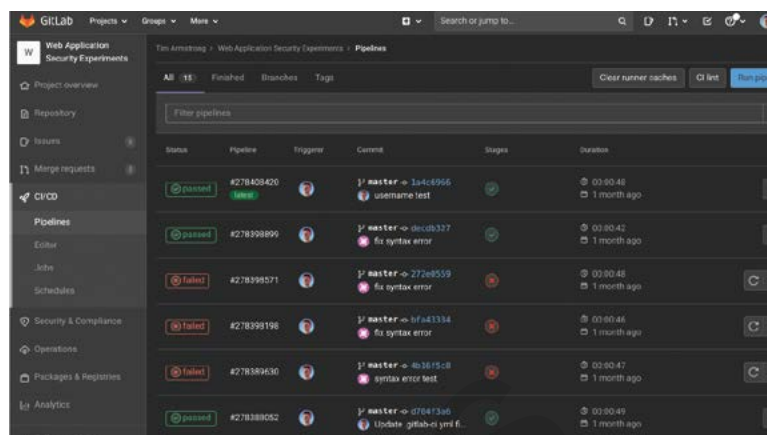 GitLab Projects Groups More Search or jump to...
W Web Application Security Experiments
Tim Armstrong > Web Application Security Experiments > Pipelines
All 15 Finished Branches Tags Clear runner caches CI lint Run pip
Project overview
Repository
Issues
Merge requests
CI/CD
Pipelines
Editor
Jobs
Schedules
Security & Compliance
Operations
Packages & Registries
Analytics
Filter pipelines
Status Pipeline Triggerer Commit Stages Duration
passed #278408420 master 1a4c6966 00:00:48
latest username test 1 month ago
passed #278398899 master decdb327 00:00:42
fix syntax error 1 month ago
failed #278398571 master 272e8559 00:00:48
fix syntax error 1 month ago
failed #278398198 master bfa43334 00:00:46
fix syntax error 1 month ago
failed #278389630 master 4b36f5c8 00:00:47
syntax error test 1 month ago
passed #278388052 master d764f3a6 00:00:49
Update .gitlab-ci.yml fi... 1 month ago